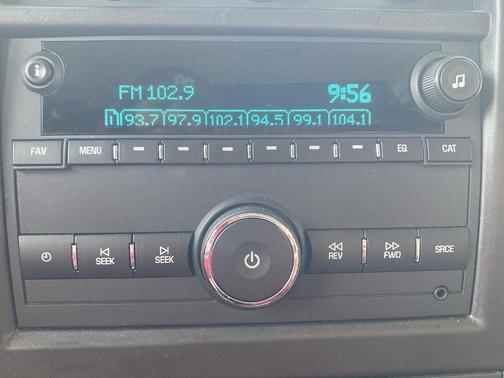 FM 102.9 9:56
1 93.7 97.9 102.1 94.5 99.1 104.1
FAV MENU EQ CAT
SEEK SEEK REV FWD SRCE